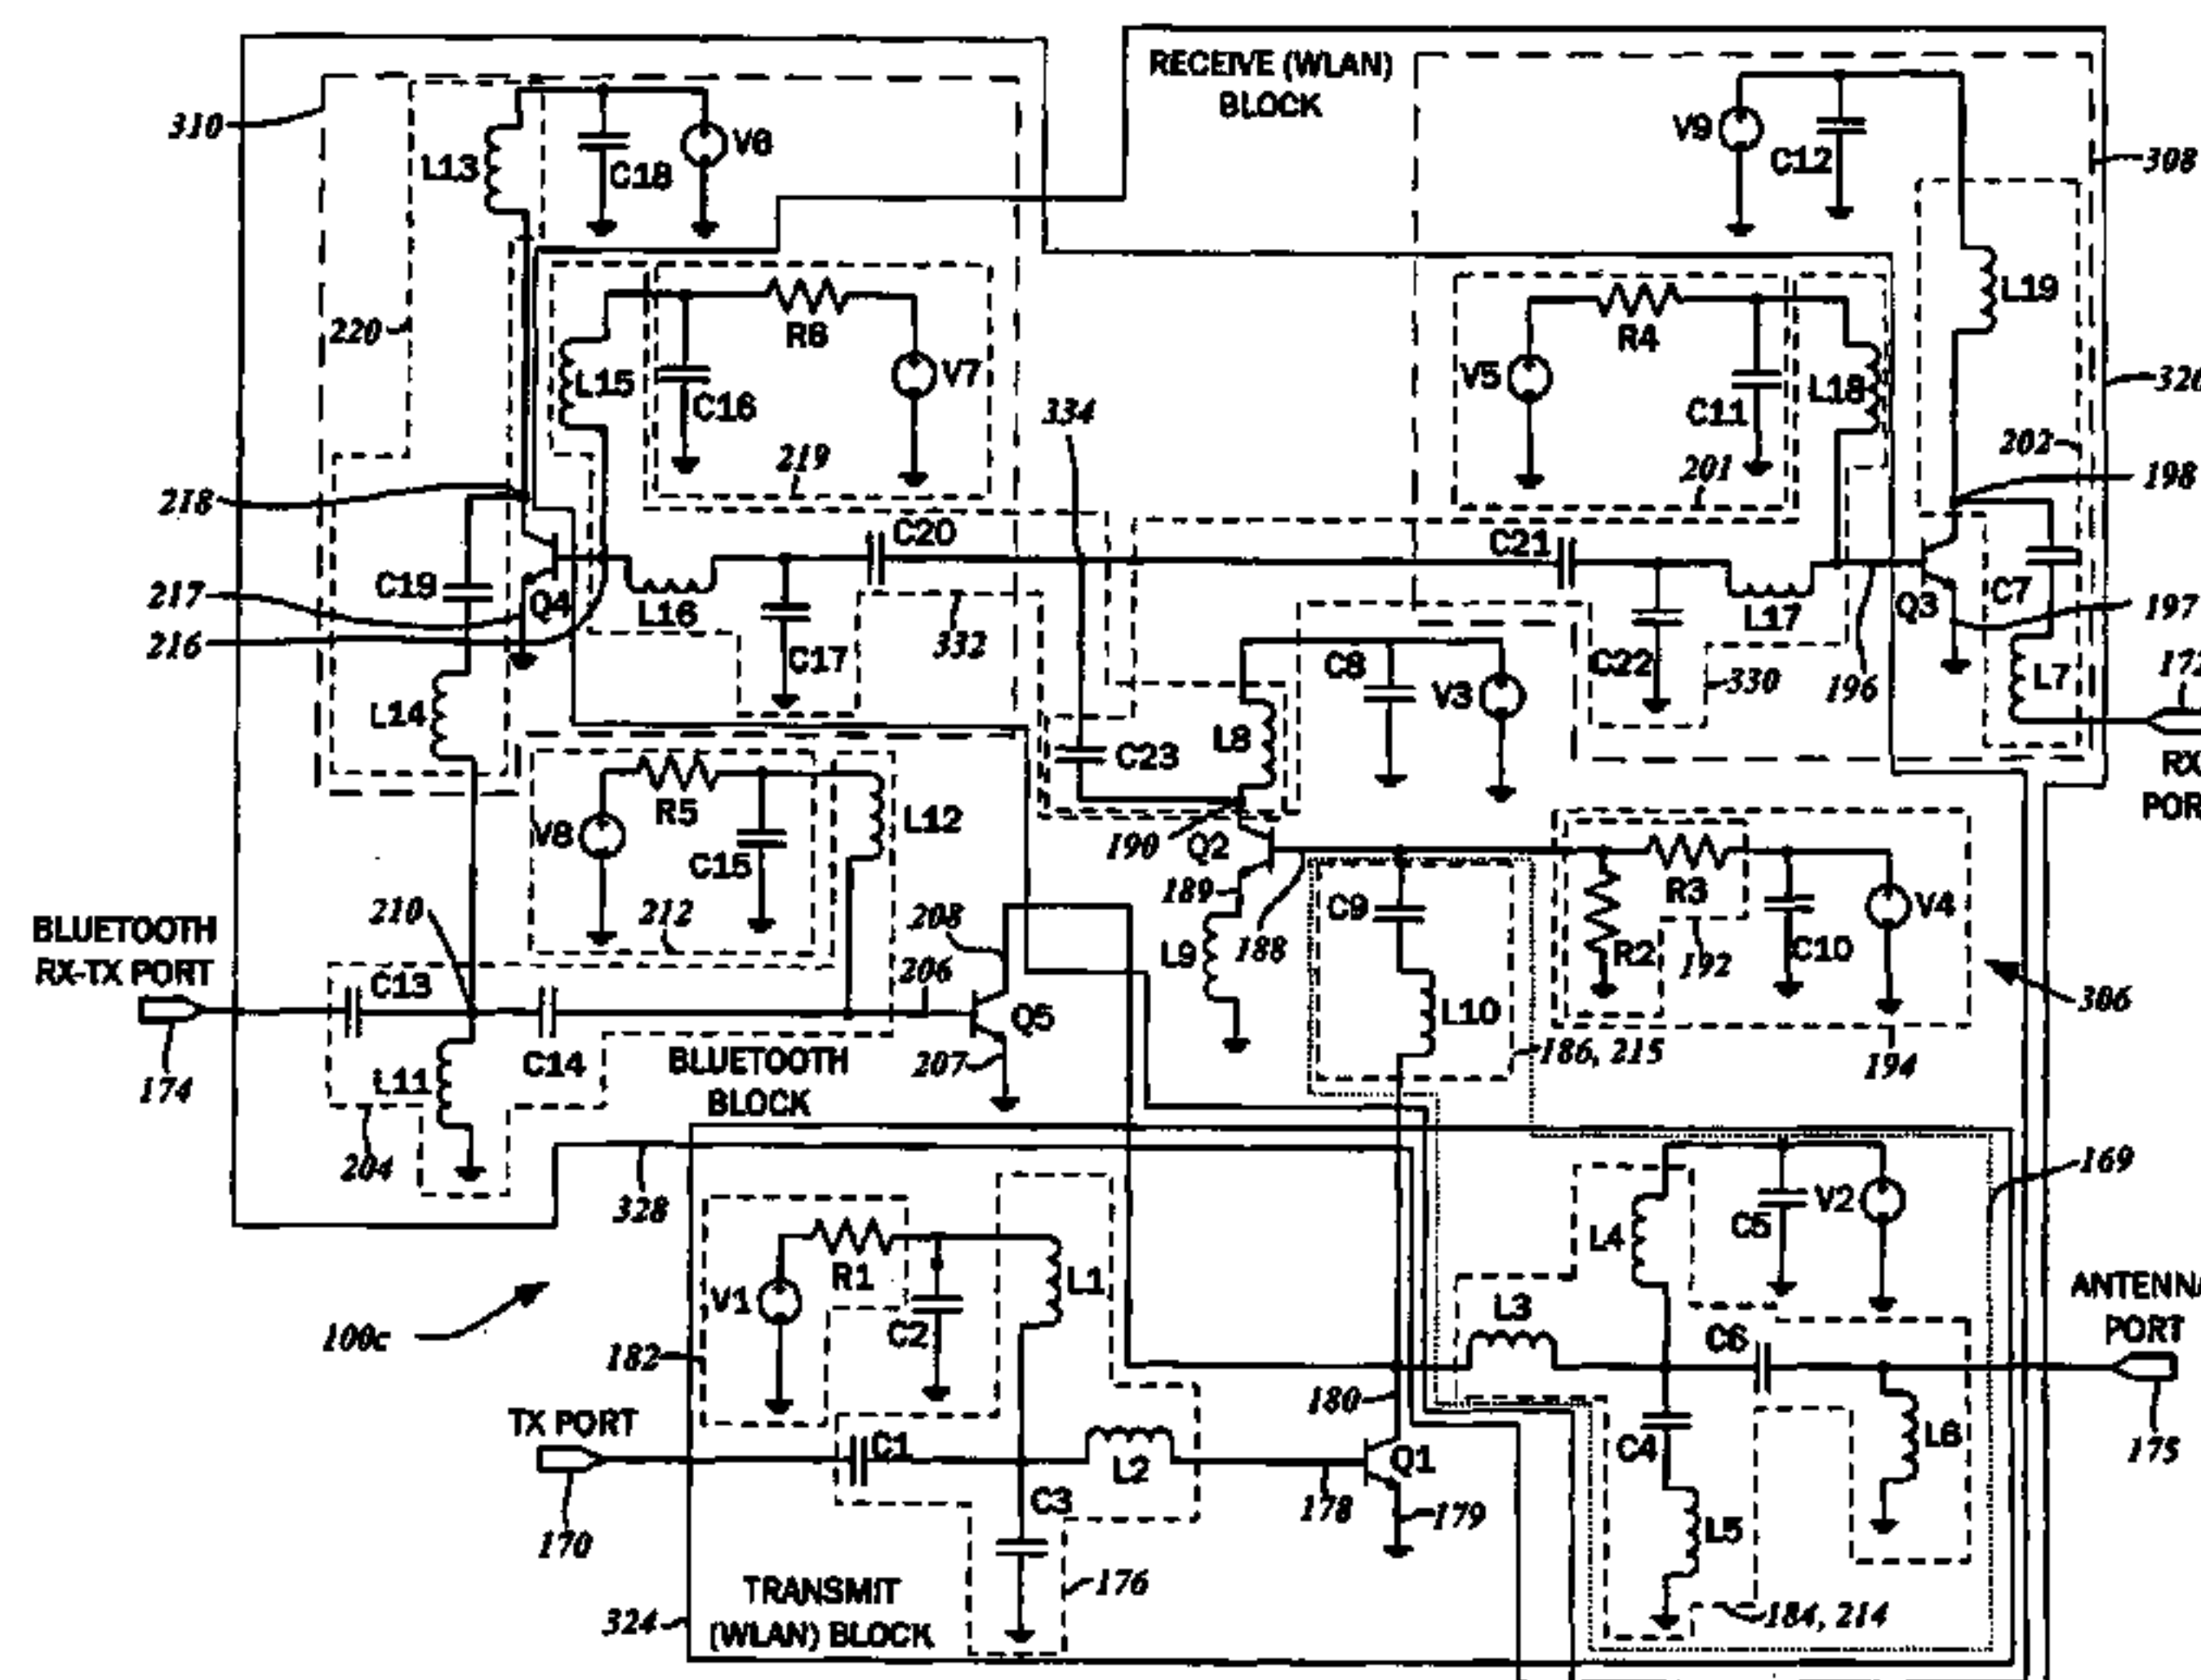 RECEIVE (WLAN)
BLOCK
310
L13
C18
V6
V9
C12
308
220
L15
C16
R6
V7
219
334
V5
R4
C11
L18
201
L19
326
202
198
218
C19
Q4
217
216
L16
C17
C20
332
C21
C22
L17
330
196
Q3
C7
197
L7
172
RX
POR
L14
V8
R5
C15
L12
C23
L8
C8
V3
190
Q2
189
188
L9
C9
L10
R3
R2
192
C10
V4
306
194
186, 215
BLUETOOTH
RX-TX PORT
174
210
212
C13
C14
L11
204
206
208
Q5
207
BLUETOOTH
BLOCK
328
169
L4
C5
V2
100c
V1
R1
C2
L1
182
L3
C6
ANTENNA
PORT
175
180
TX PORT
170
C1
L2
C3
Q1
178
179
C4
L5
L6
176
184, 214
TRANSMIT
(WLAN) BLOCK
324